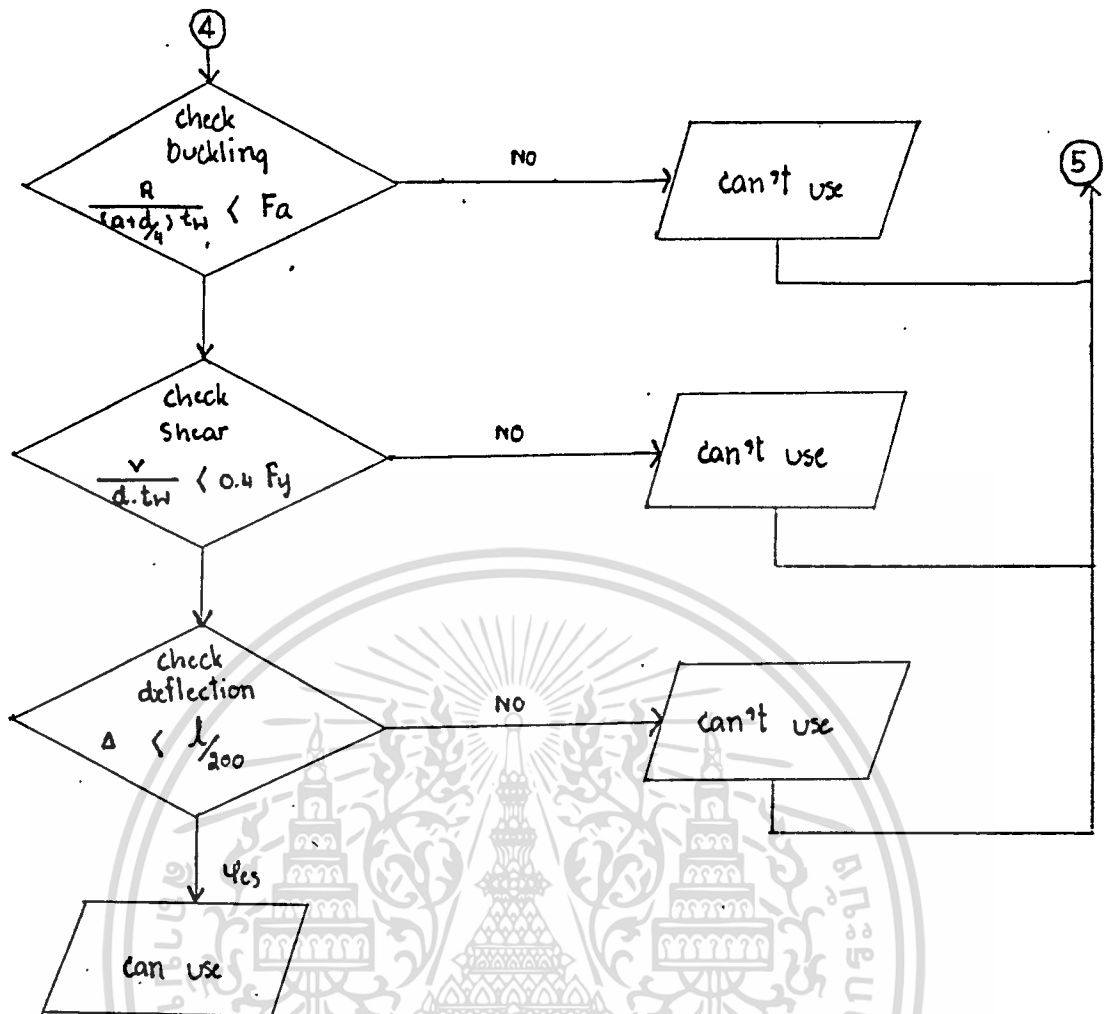 ④
check
buckling
R
(a+d/4) tw < Fa
NO
can't use
⑤
check
shear
v
d.tw < 0.4 Fy
NO
can't use
check
deflection
Δ < l/200
NO
can't use
Yes
can use